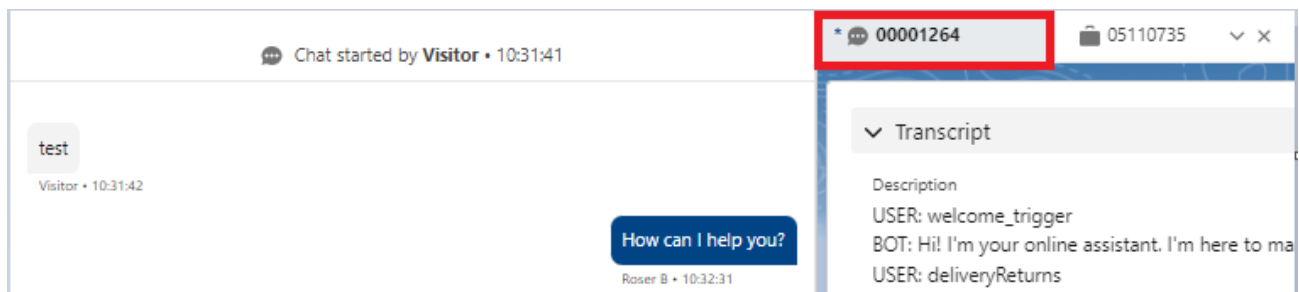 Chat started by Visitor • 10:31:41
test
Visitor • 10:31:42
How can I help you?
Roser B • 10:32:31
* 00001264
05110735
Transcript
Description
USER: welcome_trigger
BOT: Hi! I'm your online assistant. I'm here to ma
USER: deliveryReturns